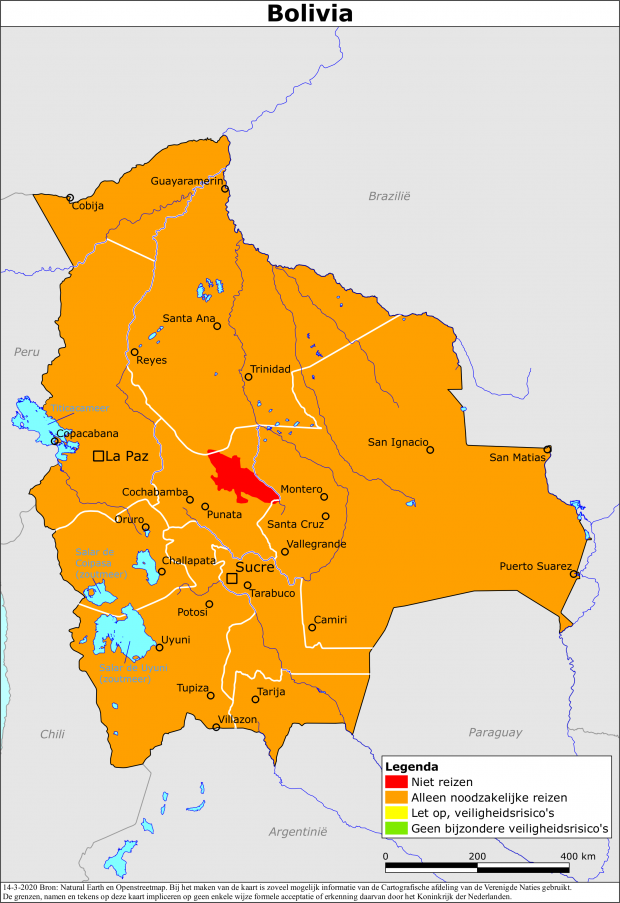 Bolivia
Guayaramerin
Brazilië
Cobija
Santa Ana
Peru
Reyes
Trinidad
Titicacameer
Copacabana
San Ignacio
San Matias
La Paz
Cochabamba
Montero
Punata
Oruro
Santa Cruz
Vallegrande
Salar de
Coipasa
(zoutmeer)
Challapata
Sucre
Puerto Suarez
Tarabuco
Potosi
Camiri
Uyuni
Salar de Uyuni
(zoutmeer)
Tupiza
Tarija
Villazon
Chili
Paraguay
Argentinië
Legenda
Niet reizen
Alleen noodzakelijke reizen
Let op, veiligheidsrisico's
Geen bijzondere veiligheidsrisico's
0 200 400 km
14-3-2020 Bron: Natural Earth en Openstreetmap. Bij het maken van de kaart is zoveel mogelijk informatie van de Cartografische afdeling van de Verenigde Naties gebruikt.
De grenzen, namen en tekens op deze kaart impliceren op geen enkele wijze formele acceptatie of erkenning daarvan door het Koninkrijk der Nederlanden.